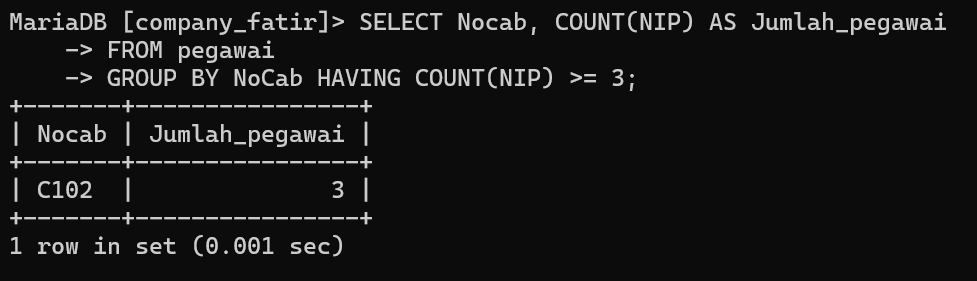 MariaDB [company_fatir]> SELECT Nocab, COUNT(NIP) AS Jumlah_pegawai
    -> FROM pegawai
    -> GROUP BY NoCab HAVING COUNT(NIP) >= 3;
+-------+----------------+
| Nocab | Jumlah_pegawai |
+-------+----------------+
| C102  |              3 |
+-------+----------------+
1 row in set (0.001 sec)